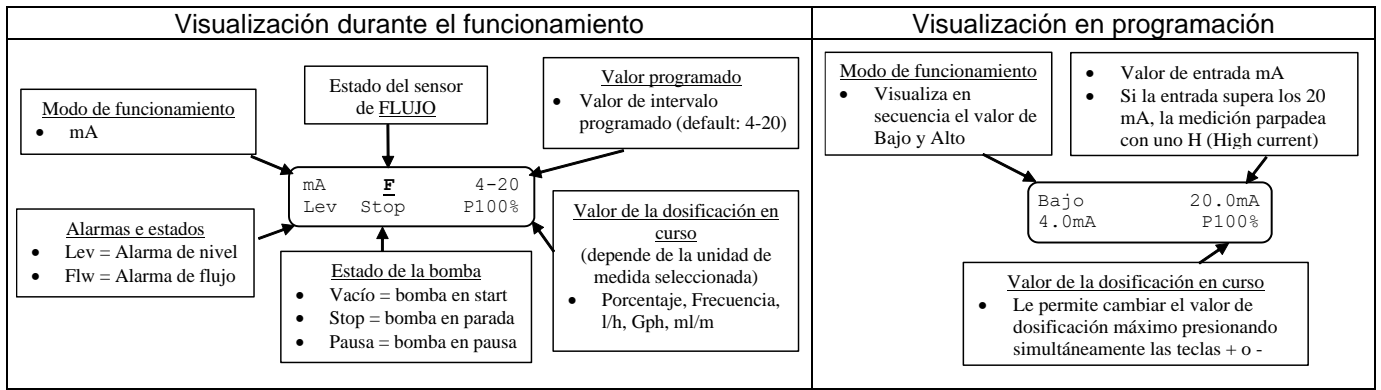 Visualización durante el funcionamiento
Modo de funcionamiento
• mA
Estado del sensor
de FLUJO
Valor programado
• Valor de intervalo
programado (default: 4-20)
mA F 4-20
Lev Stop P100%
Alarmas e estados
• Lev = Alarma de nivel
• Flw = Alarma de flujo
Estado de la bomba
• Vacío = bomba en start
• Stop = bomba en parada
• Pausa = bomba en pausa
Valor de la dosificación en
curso
(depende de la unidad de
medida seleccionada)
• Porcentaje, Frecuencia,
l/h, Gph, ml/m
Visualización en programación
Modo de funcionamiento
• Visualiza en
secuencia el valor de
Bajo y Alto
• Valor de entrada mA
• Si la entrada supera los 20
mA, la medición parpadea
con uno H (High current)
Bajo 20.0mA
4.0mA P100%
Valor de la dosificación en curso
• Le permite cambiar el valor de
dosificación máximo presionando
simultáneamente las teclas + o -